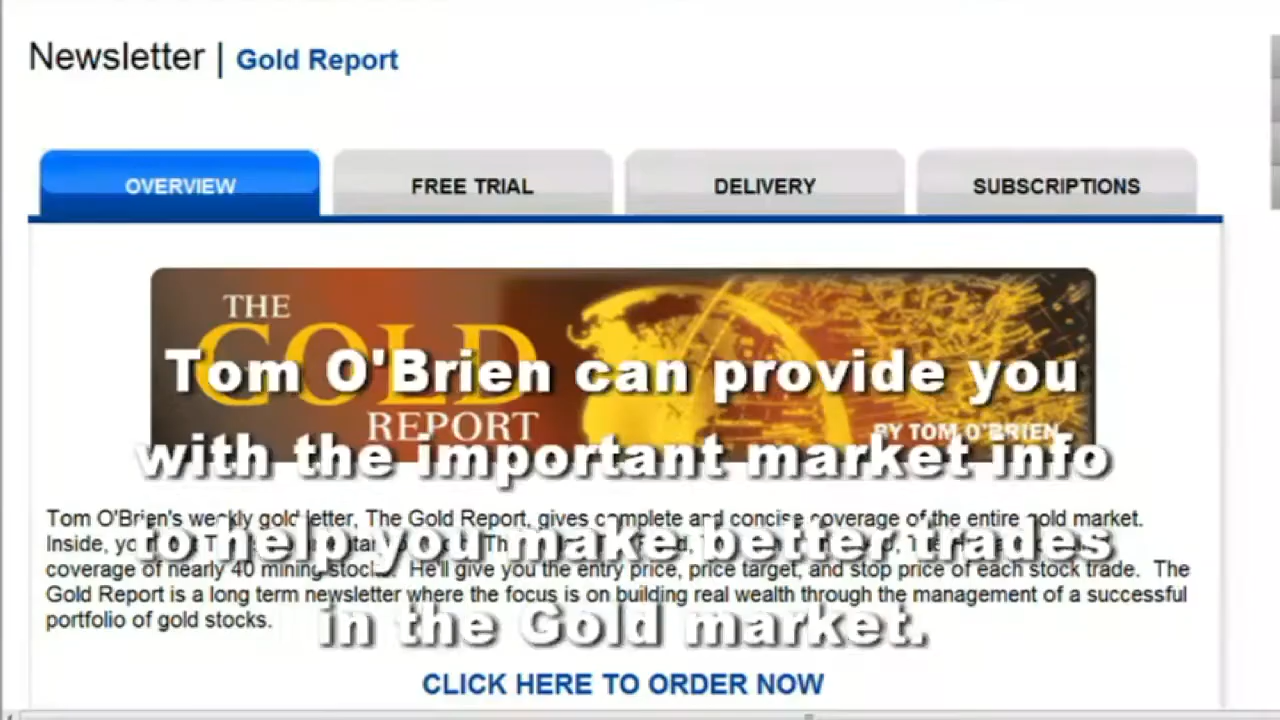 Newsletter | Gold Report
OVERVIEW
FREE TRIAL
DELIVERY
SUBSCRIPTIONS
THE
GOLD
REPORT
BY TOM O'BRIEN
Tom O'Brien can provide you
with the important market info
to help you make better trades
in the Gold market.
Tom O'Brien's weekly gold letter, The Gold Report, gives complete and concise coverage of the entire gold market.
Inside,
coverage of nearly 40 mining stocks. He'll give you the entry price, price target, and stop price of each stock trade. The
Gold Report is a long term newsletter where the focus is on building real wealth through the management of a successful
portfolio of gold stocks.
CLICK HERE TO ORDER NOW